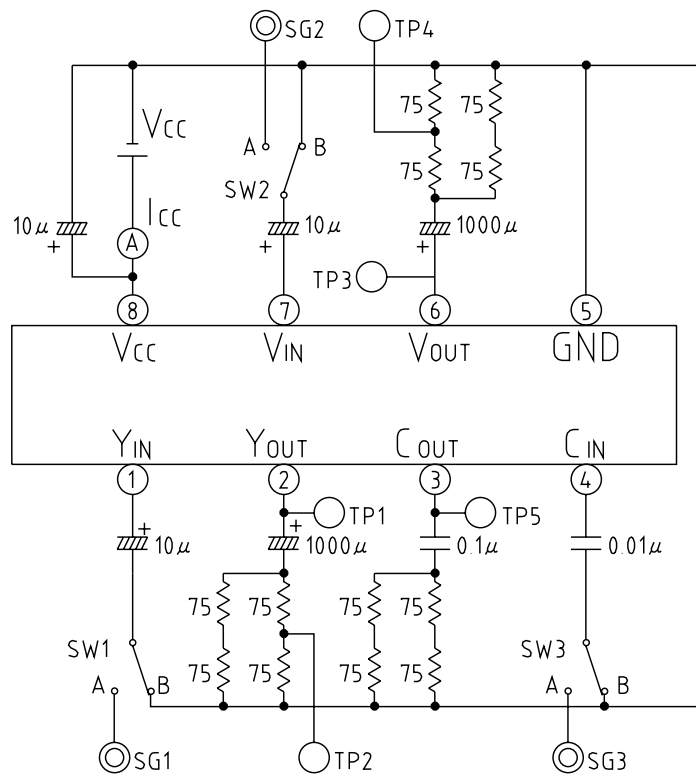 SG2 TP4
75 75
VCC
A B
SW2 75 75
ICC
10μ + A 10μ + 1000μ +
TP3
8 7 6 5
VCC VIN VOUT GND
YIN YOUT COUT CIN
1 2 3 4
TP1 TP5
+ 10μ + 1000μ 0.1μ 0.01μ
75 75 75 75
SW1 SW3
75 75 75 75
A B A B
SG1 TP2 SG3